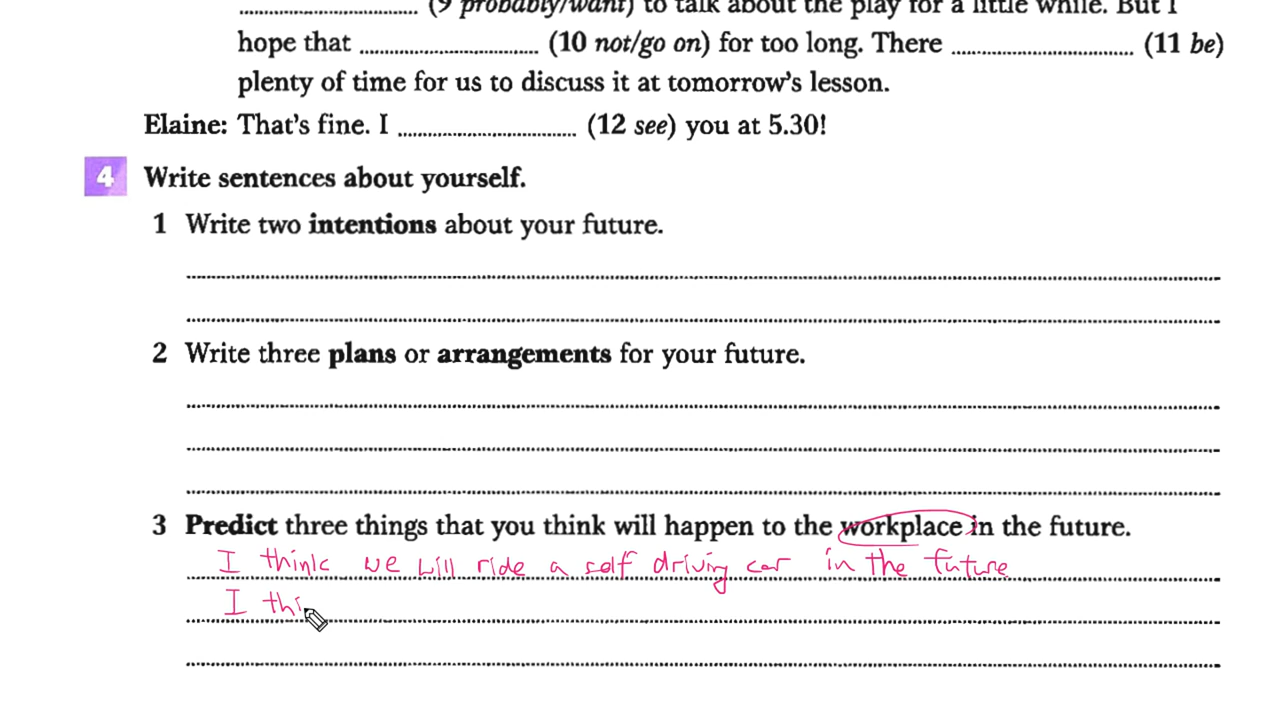 ........ (9 probably/want) to talk about the play for a little while. But I
hope that ........ (10 not/go on) for too long. There ........ (11 be)
plenty of time for us to discuss it at tomorrow's lesson.
Elaine: That's fine. I ........ (12 see) you at 5.30!
4 Write sentences about yourself.
1 Write two intentions about your future.
2 Write three plans or arrangements for your future.
3 Predict three things that you think will happen to the workplace in the future.
I think we will ride a self driving car in the future
I thi